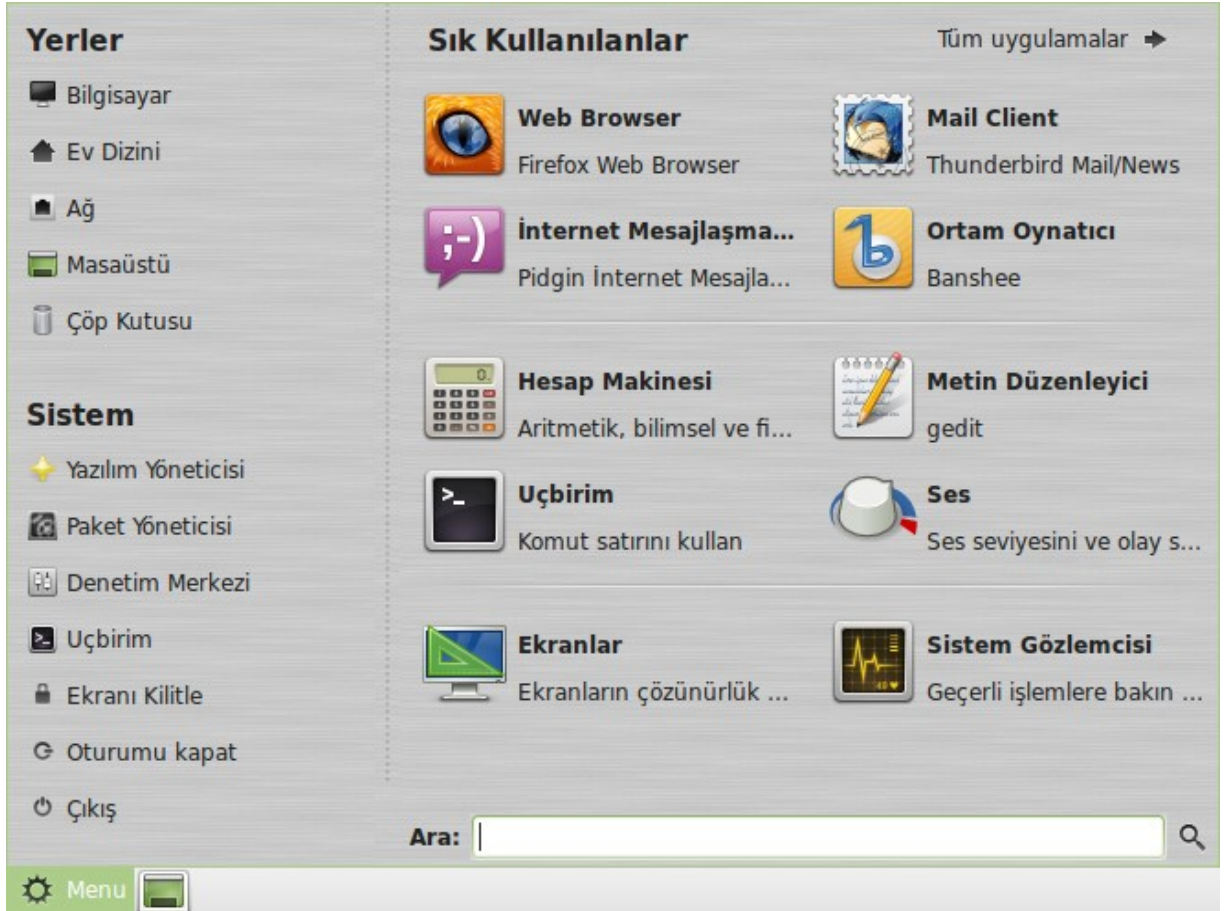 Yerler
Bilgisayar
Ev Dizini
Ağ
Masaüstü
Çöp Kutusu
Sistem
Yazılım Yöneticisi
Paket Yöneticisi
Denetim Merkezi
Uçbirim
Ekranı Kilitle
Oturumu kapat
Çıkış
Sık Kullanılanlar
Tüm uygulamalar
Web Browser
Firefox Web Browser
Mail Client
Thunderbird Mail/News
İnternet Mesajlaşma...
Pidgin İnternet Mesajla...
Ortam Oynatıcı
Banshee
Hesap Makinesi
Aritmetik, bilimsel ve fi...
Metin Düzenleyici
gedit
Uçbirim
Komut satırını kullan
Ses
Ses seviyesini ve olay s...
Ekranlar
Ekranların çözünürlük ...
Sistem Gözlemcisi
Geçerli işlemlere bakın ...
Ara:
Menu